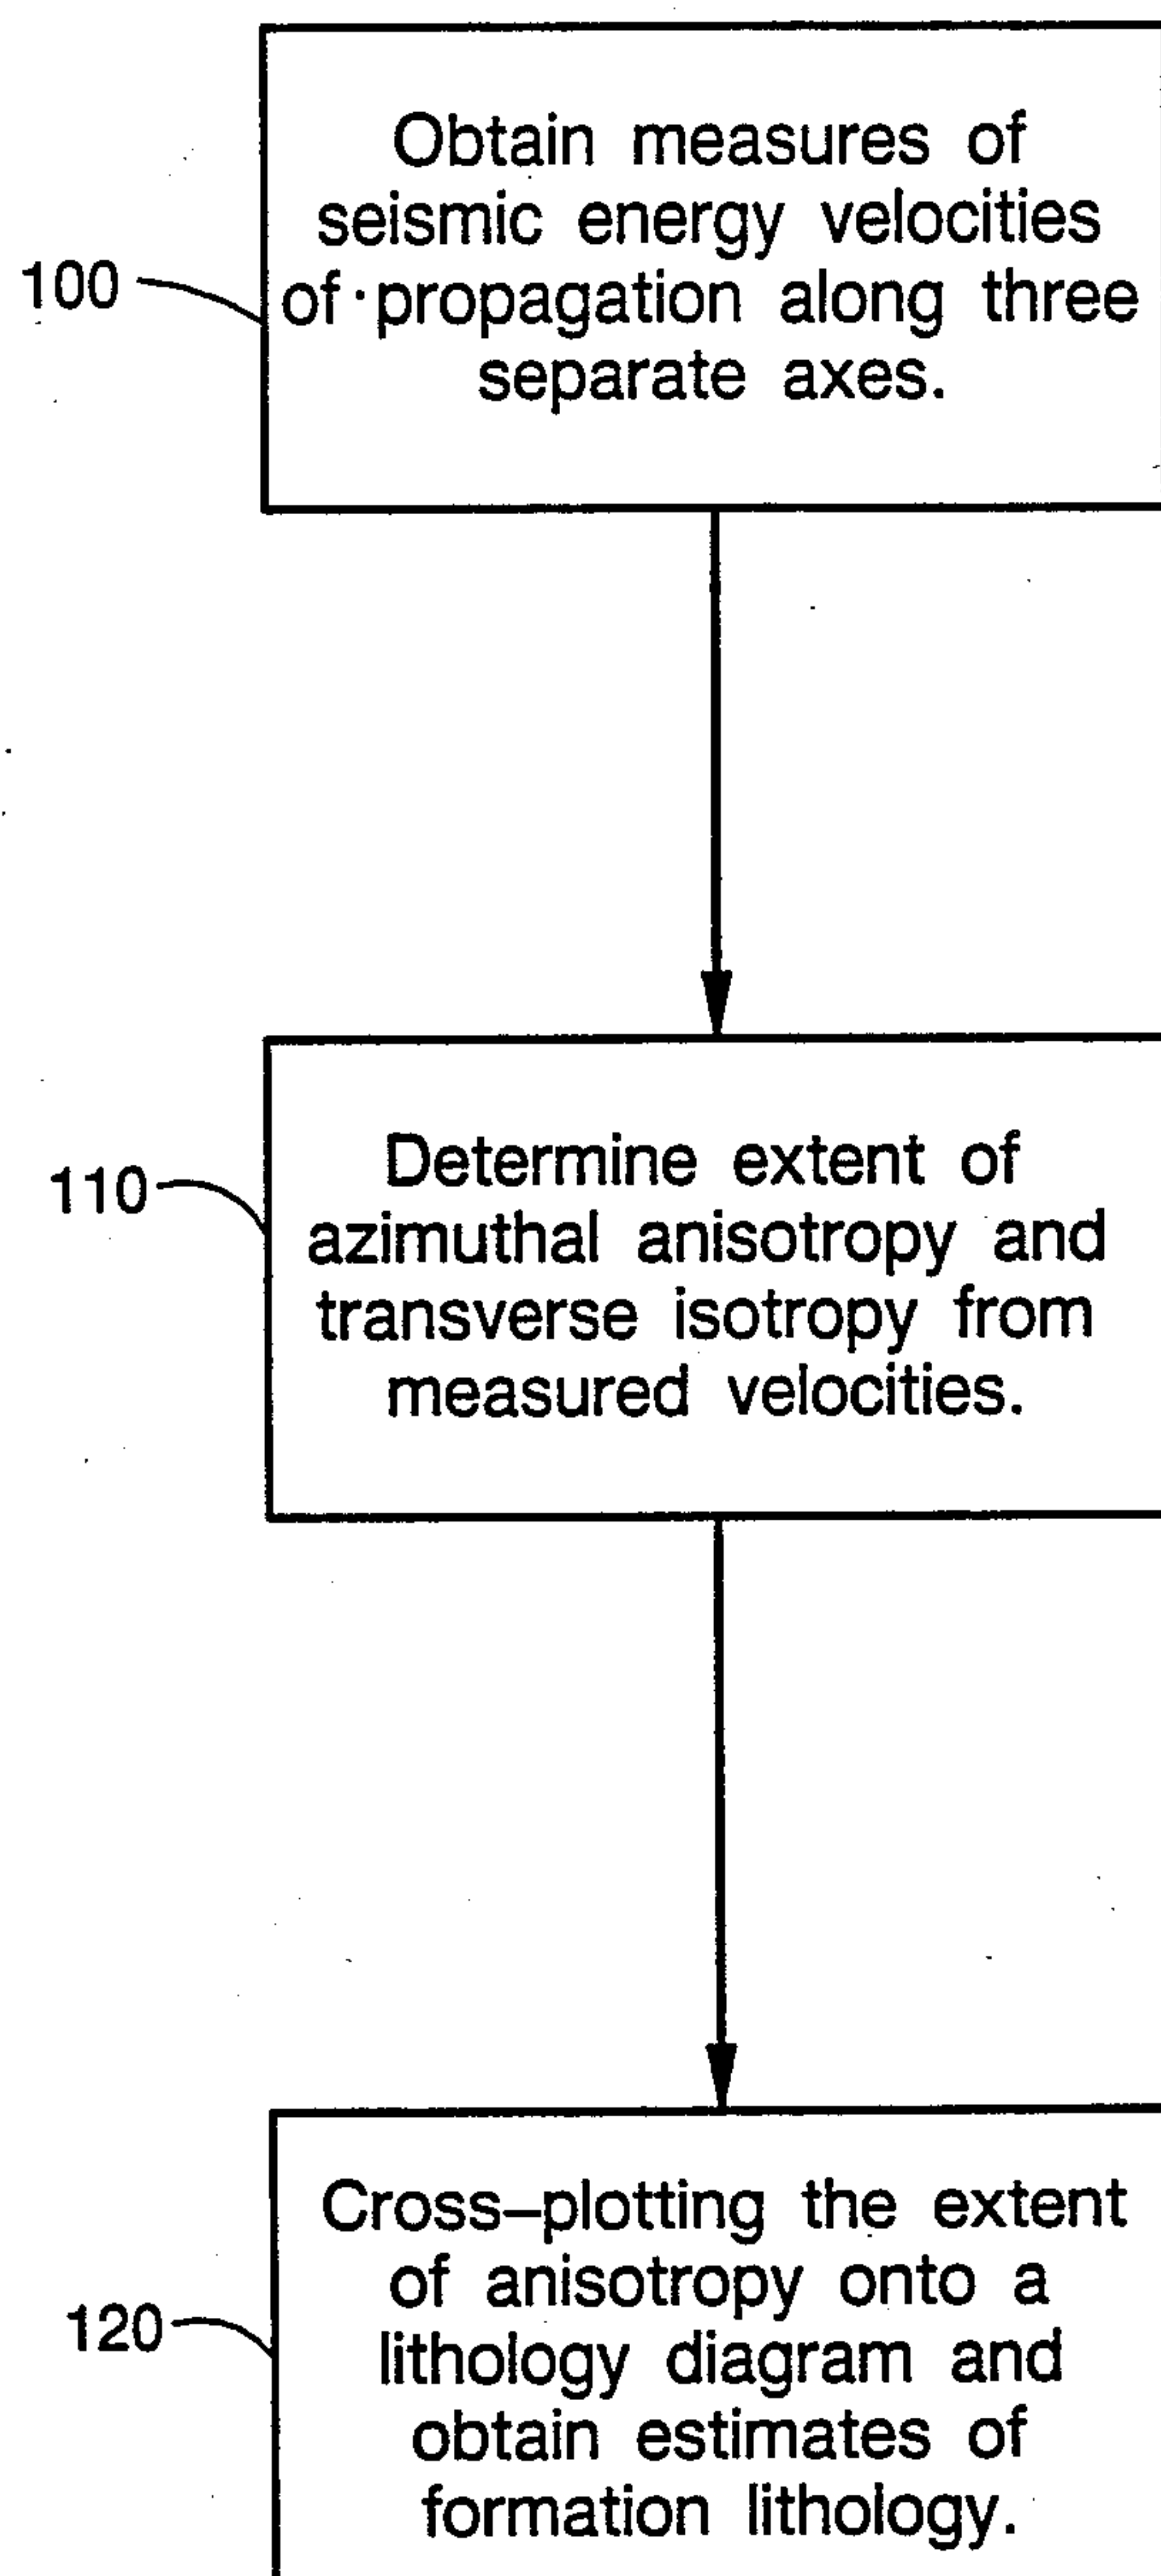 Obtain measures of
seismic energy velocities
100
of propagation along three
separate axes.
Determine extent of
110
azimuthal anisotropy and
transverse isotropy from
measured velocities.
Cross-plotting the extent
of anisotropy onto a
120
lithology diagram and
obtain estimates of
formation lithology.